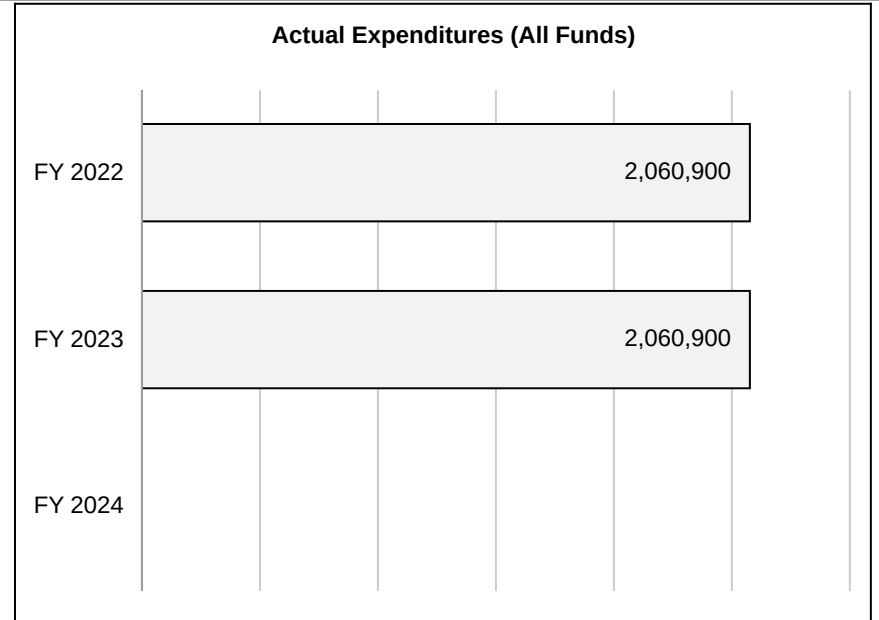 Actual Expenditures (All Funds)
FY 2022
2,060,900
FY 2023
2,060,900
FY 2024